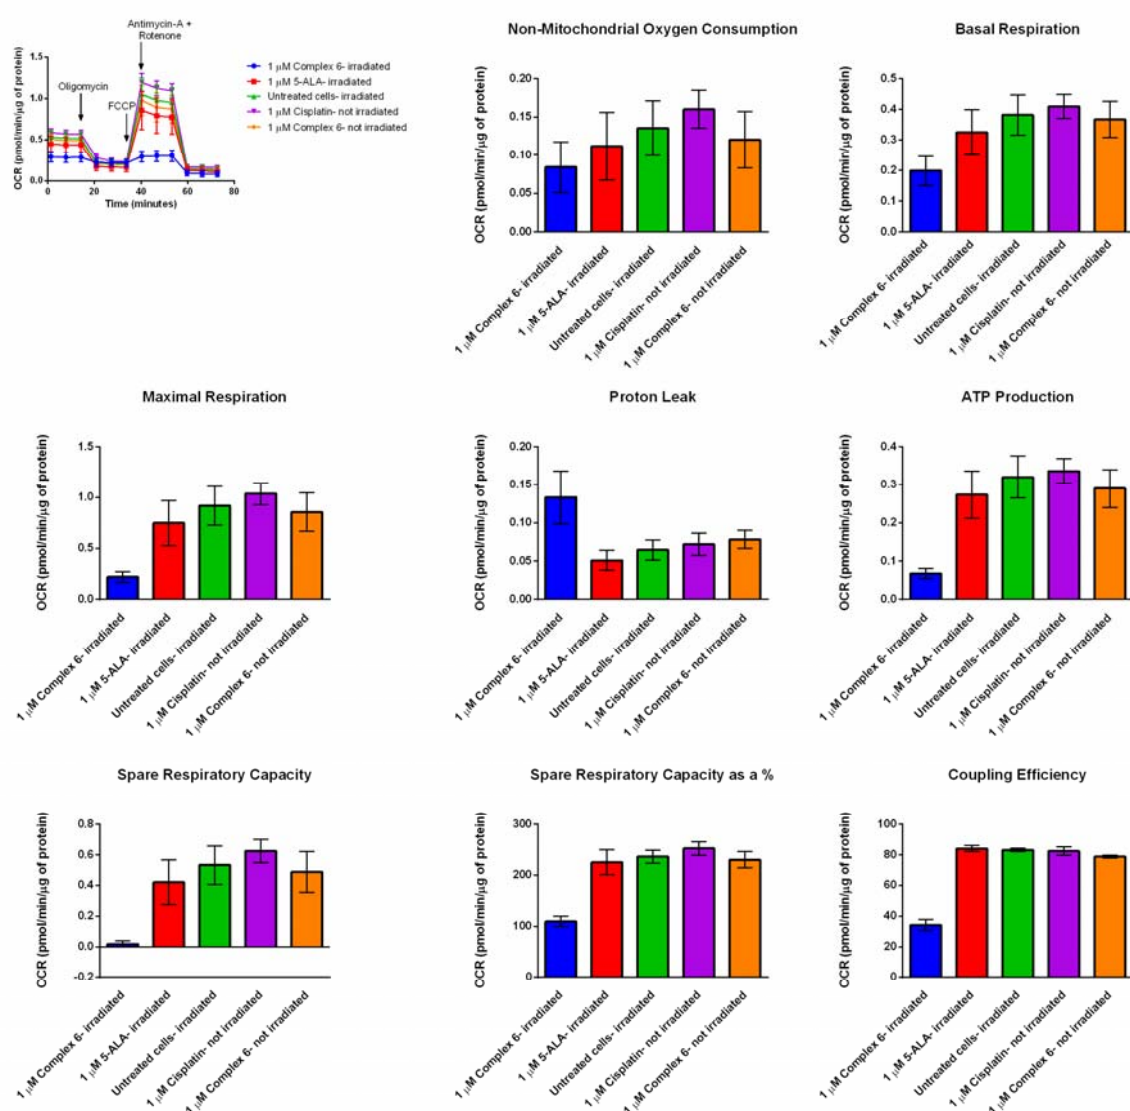 Antimycin-A +
Rotenone
Oligomycin
FCCP
OCR (pmol/min/µg of protein)
1.5
1.0
0.5
0.0
0 20 40 60 80
Time (minutes)
1 µM Complex 6- irradiated
1 µM 5-ALA- irradiated
Untreated cells- irradiated
1 µM Cisplatin- not irradiated
1 µM Complex 6- not irradiated
Non-Mitochondrial Oxygen Consumption
OCR (pmol/min/µg of protein)
0.20
0.15
0.10
0.05
0.00
1 µM Complex 6- irradiated
1 µM 5-ALA- irradiated
Untreated cells- irradiated
1 µM Cisplatin- not irradiated
1 µM Complex 6- not irradiated
Basal Respiration
OCR (pmol/min/µg of protein)
0.5
0.4
0.3
0.2
0.1
0.0
1 µM Complex 6- irradiated
1 µM 5-ALA- irradiated
Untreated cells- irradiated
1 µM Cisplatin- not irradiated
1 µM Complex 6- not irradiated
Maximal Respiration
OCR (pmol/min/µg of protein)
1.5
1.0
0.5
0.0
1 µM Complex 6- irradiated
1 µM 5-ALA- irradiated
Untreated cells- irradiated
1 µM Cisplatin- not irradiated
1 µM Complex 6- not irradiated
Proton Leak
OCR (pmol/min/µg of protein)
0.20
0.15
0.10
0.05
0.00
1 µM Complex 6- irradiated
1 µM 5-ALA- irradiated
Untreated cells- irradiated
1 µM Cisplatin- not irradiated
1 µM Complex 6- not irradiated
ATP Production
OCR (pmol/min/µg of protein)
0.4
0.3
0.2
0.1
0.0
1 µM Complex 6- irradiated
1 µM 5-ALA- irradiated
Untreated cells- irradiated
1 µM Cisplatin- not irradiated
1 µM Complex 6- not irradiated
Spare Respiratory Capacity
OCR (pmol/min/µg of protein)
0.8
0.6
0.4
0.2
0.0
-0.2
1 µM Complex 6- irradiated
1 µM 5-ALA- irradiated
Untreated cells- irradiated
1 µM Cisplatin- not irradiated
1 µM Complex 6- not irradiated
Spare Respiratory Capacity as a %
OCR (pmol/min/µg of protein)
300
200
100
0
1 µM Complex 6- irradiated
1 µM 5-ALA- irradiated
Untreated cells- irradiated
1 µM Cisplatin- not irradiated
1 µM Complex 6- not irradiated
Coupling Efficiency
OCR (pmol/min/µg of protein)
100
80
60
40
20
0
1 µM Complex 6- irradiated
1 µM 5-ALA- irradiated
Untreated cells- irradiated
1 µM Cisplatin- not irradiated
1 µM Complex 6- not irradiated